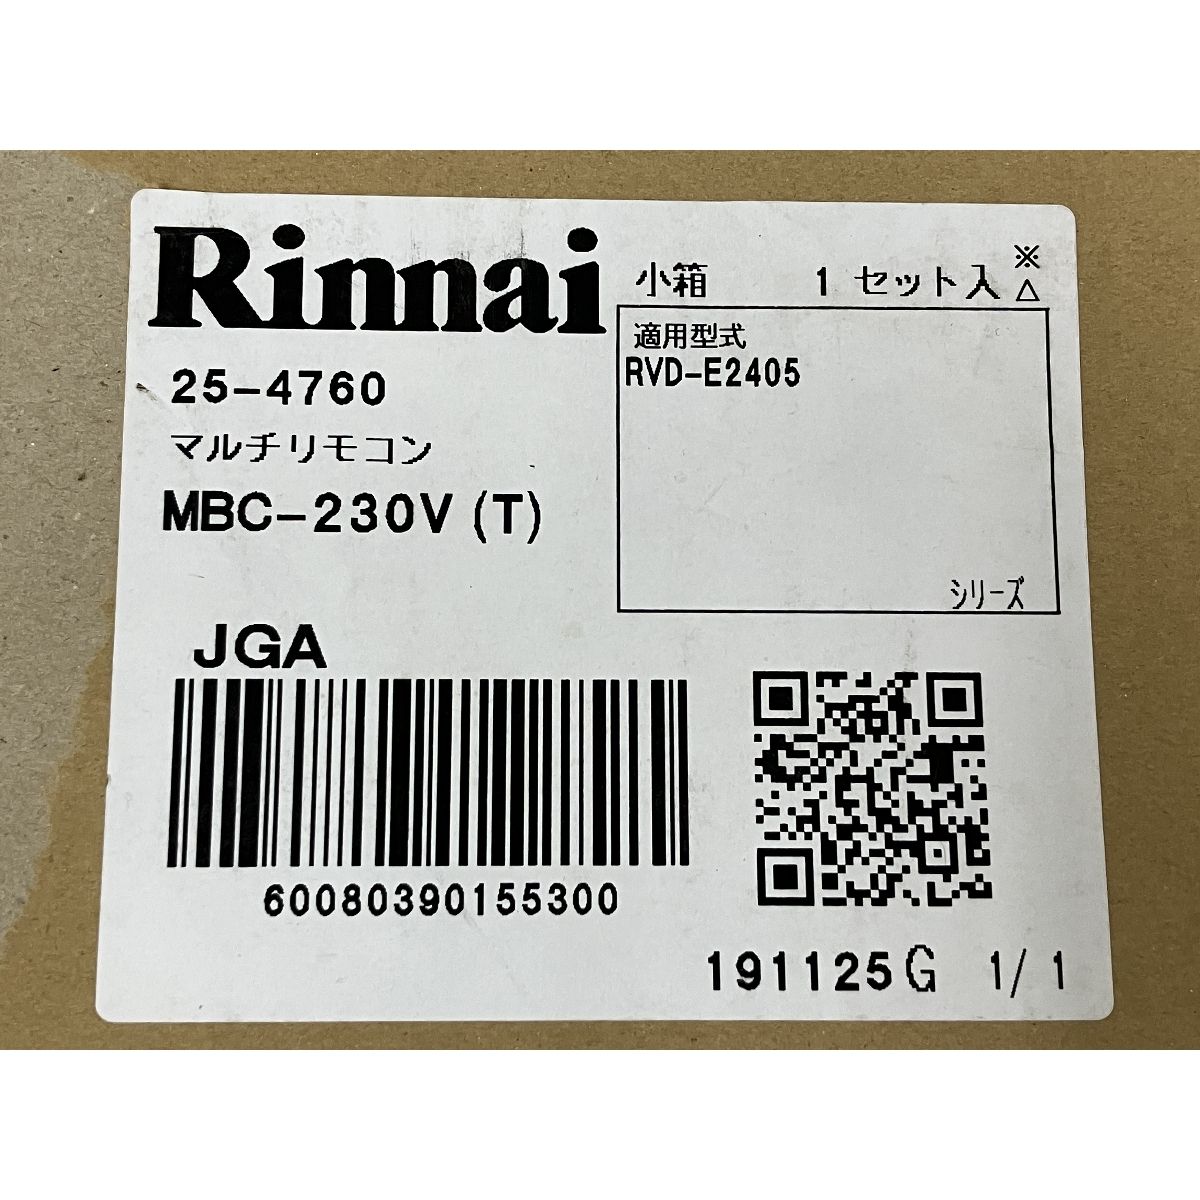 Rinnai
小箱 1 セット入 ※ △
25-4760
マルチリモコン
MBC-230V (T)
適用型式
RVD-E2405
シリーズ
JGA
60080390155300
191125G 1/ 1